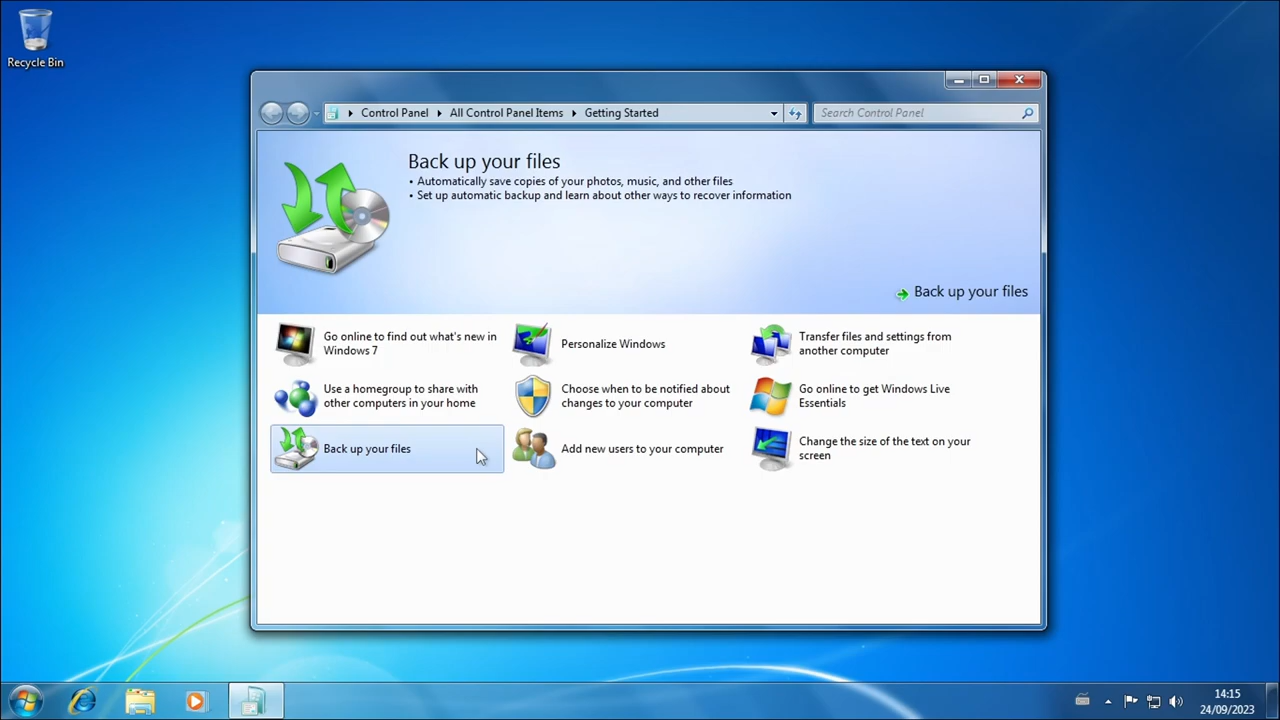 Recycle Bin
Control Panel
All Control Panel Items
Getting Started
Search Control Panel
Back up your files
• Automatically save copies of your photos, music, and other files
• Set up automatic backup and learn about other ways to recover information
Back up your files
Go online to find out what's new in
Windows 7
Personalize Windows
Transfer files and settings from
another computer
Use a homegroup to share with
other computers in your home
Choose when to be notified about
changes to your computer
Go online to get Windows Live
Essentials
Back up your files
Add new users to your computer
Change the size of the text on your
screen
14:15
24/09/2023